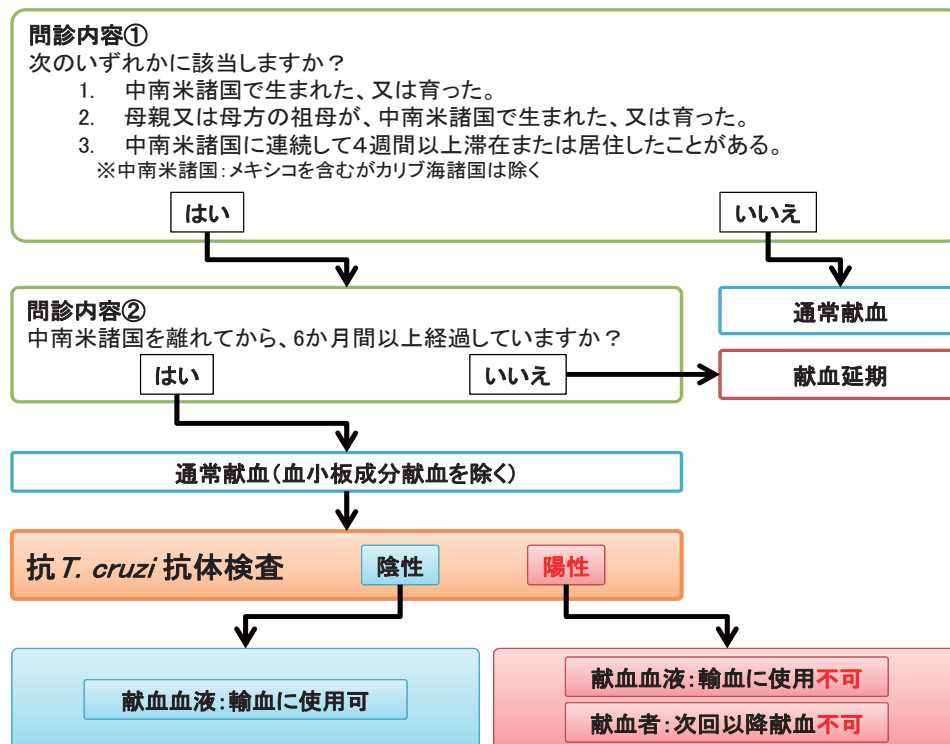 問診内容①
次のいずれかに該当しますか？
1. 中南米諸国で生まれた、又は育った。
2. 母親又は母方の祖母が、中南米諸国で生まれた、又は育った。
3. 中南米諸国に連続して４週間以上滞在または居住したことがある。
※中南米諸国：メキシコを含むがカリブ海諸国は除く
はい
いいえ
問診内容②
中南米諸国を離れてから、6か月間以上経過していますか？
はい
いいえ
通常献血
献血延期
通常献血（血小板成分献血を除く）
抗T. cruzi抗体検査
陰性
陽性
献血血液：輸血に使用可
献血血液：輸血に使用不可
献血者：次回以降献血不可